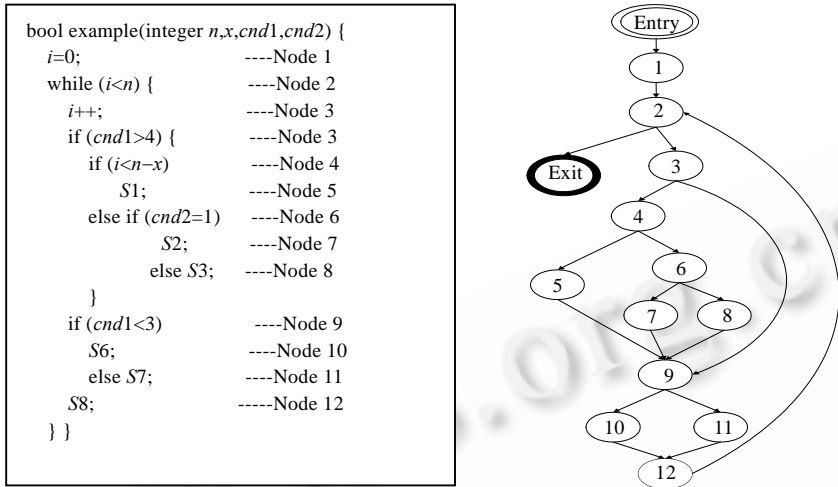 bool example(integer n,x,cnd1,cnd2) {
i=0; ----Node 1
while (i<n) { ----Node 2
i++; ----Node 3
if (cnd1>4) { ----Node 3
if (i<n−x) ----Node 4
S1; ----Node 5
else if (cnd2=1) ----Node 6
S2; ----Node 7
else S3; ----Node 8
}
if (cnd1<3) ----Node 9
S6; ----Node 10
else S7; ----Node 11
S8; -----Node 12
} }
Entry
1
2
Exit
3
4
5
6
7
8
9
10
11
12